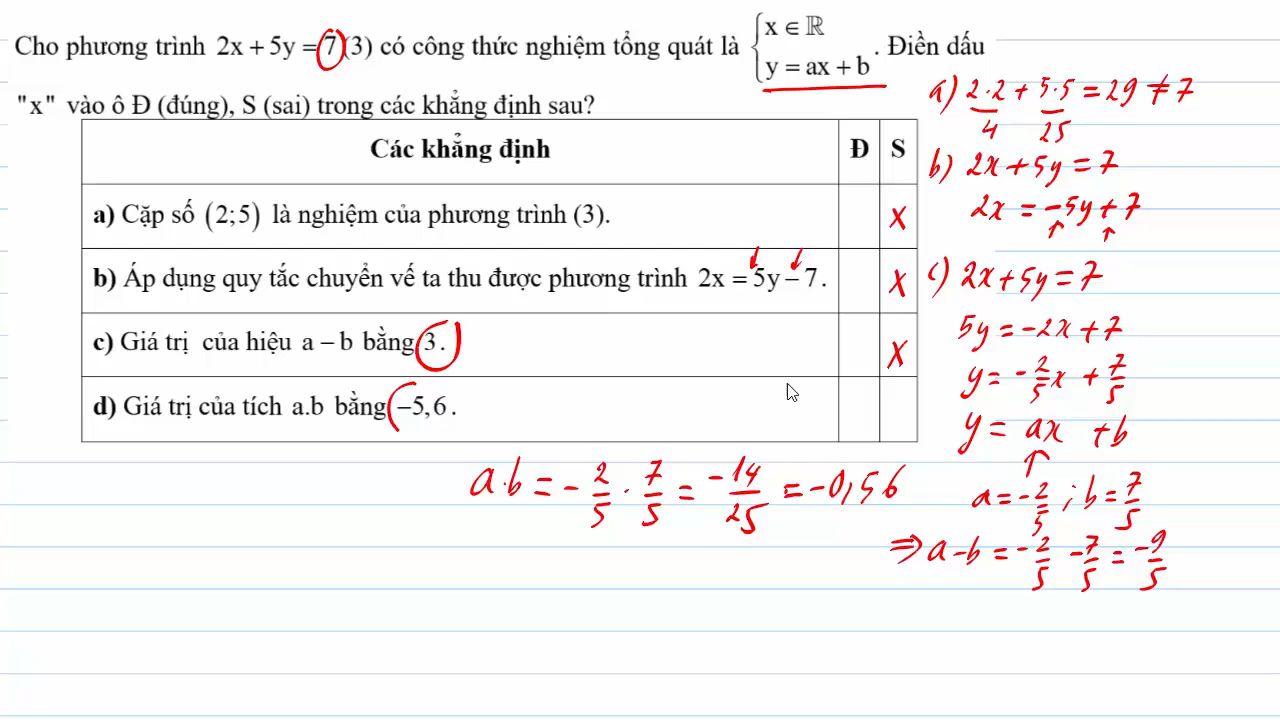 Cho phương trình 2x + 5y = 7 (3) có công thức nghiệm tổng quát là { x ∈ ℝ
y = ax + b . Điền dấu
"x" vào ô Đ (đúng), S (sai) trong các khẳng định sau?
Các khẳng định Đ S
a) Cặp số (2;5) là nghiệm của phương trình (3). X
b) Áp dụng quy tắc chuyển vế ta thu được phương trình 2x = 5y − 7. X
c) Giá trị của hiệu a − b bằng 3. X
d) Giá trị của tích a.b bằng −5,6.
a) 2·2 + 5·5 = 29 ≠ 7
4 25
b) 2x + 5y = 7
2x = −5y + 7
c) 2x + 5y = 7
5y = −2x + 7
y = −2/5 x + 7/5
y = ax + b
a = −2/5 ; b = 7/5
⇒ a − b = −2/5 − 7/5 = −9/5
a·b = −2/5 · 7/5 = −14/25 = −0,56